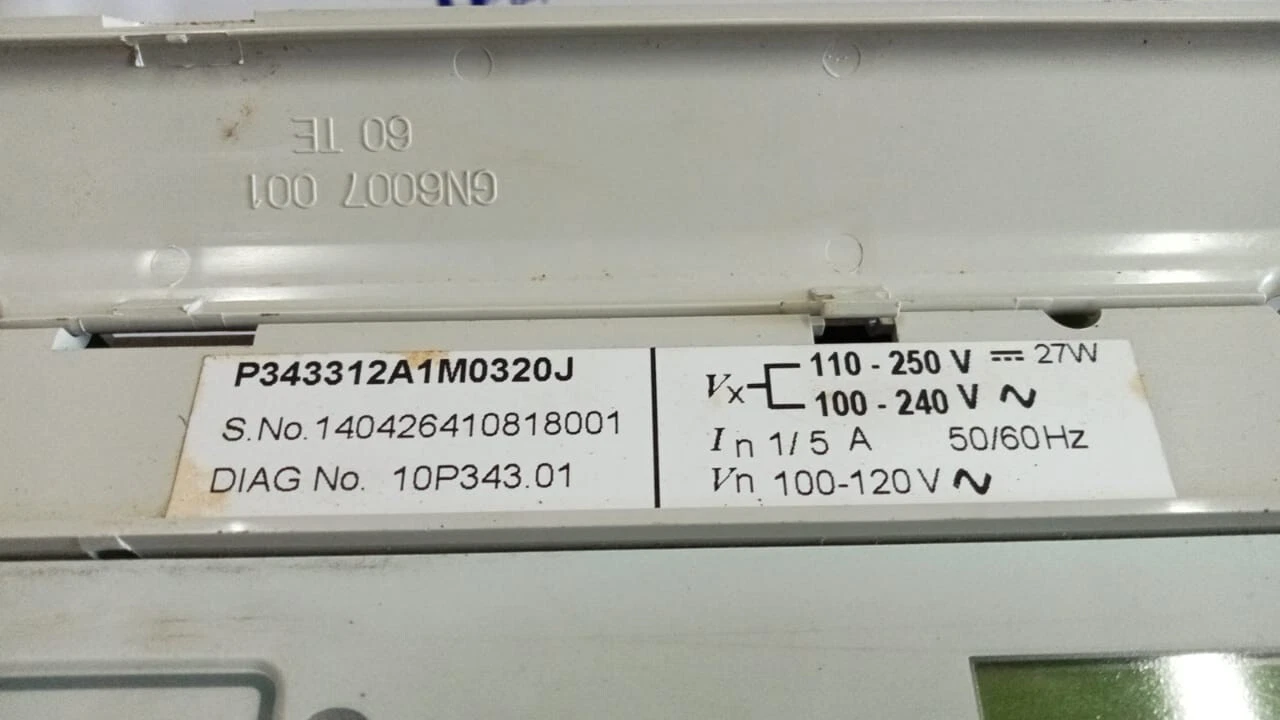 60 TE
GN6007 001
P343312A1M0320J
S.No.140426410818001
DIAG No. 10P343.01
Vx 110 - 250 V ⎓ 27W
100 - 240 V ∿
In 1/5 A 50/60Hz
Vn 100-120V ∿